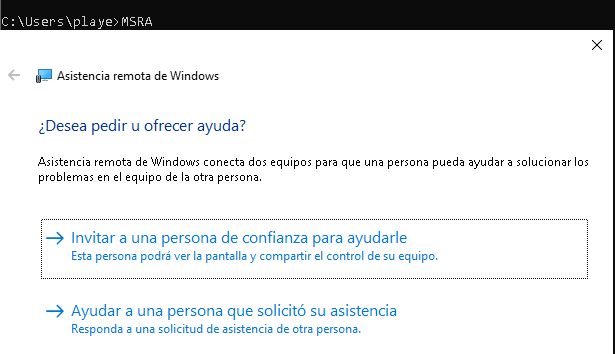 C:\Users\playe>MSRA
Asistencia remota de Windows
¿Desea pedir u ofrecer ayuda?
Asistencia remota de Windows conecta dos equipos para que una persona pueda ayudar a solucionar los
problemas en el equipo de la otra persona.
Invitar a una persona de confianza para ayudarle
Esta persona podrá ver la pantalla y compartir el control de su equipo.
Ayudar a una persona que solicitó su asistencia
Responda a una solicitud de asistencia de otra persona.